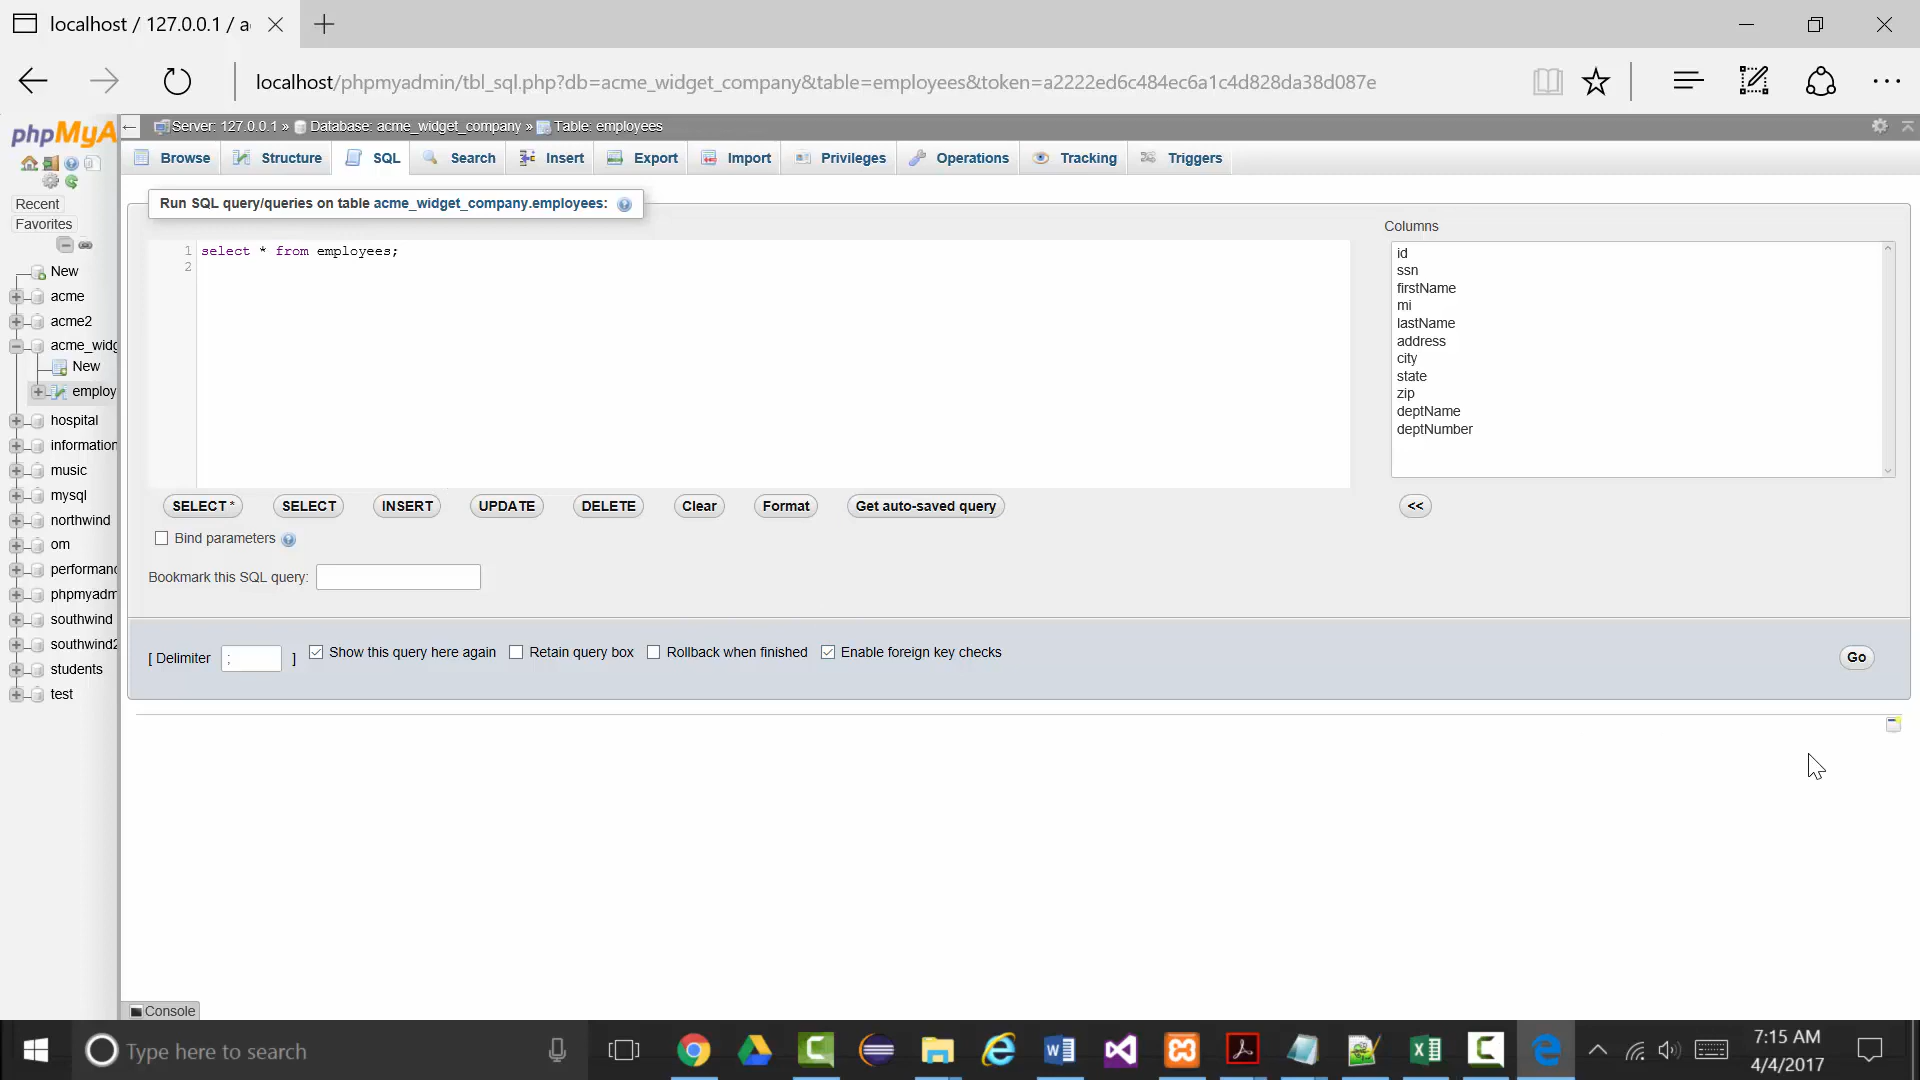 localhost / 127.0.0.1 / a
localhost/phpmyadmin/tbl_sql.php?db=acme_widget_company&table=employees&token=a2222ed6c484ec6a1c4d828da38d087e
phpMyA
Server: 127.0.0.1 » Database: acme_widget_company » Table: employees
Browse Structure SQL Search Insert Export Import Privileges Operations Tracking Triggers
Recent
Favorites
New
acme
acme2
acme_widg
New
employ
hospital
information
music
mysql
northwind
om
performanc
phpmyadm
southwind
southwind2
students
test
Run SQL query/queries on table acme_widget_company.employees:
1 select * from employees;
2
Columns
id
ssn
firstName
mi
lastName
address
city
state
zip
deptName
deptNumber
SELECT * SELECT INSERT UPDATE DELETE Clear Format Get auto-saved query <<
Bind parameters
Bookmark this SQL query:
[ Delimiter ; ] Show this query here again Retain query box Rollback when finished Enable foreign key checks Go
Console
Type here to search
7:15 AM
4/4/2017